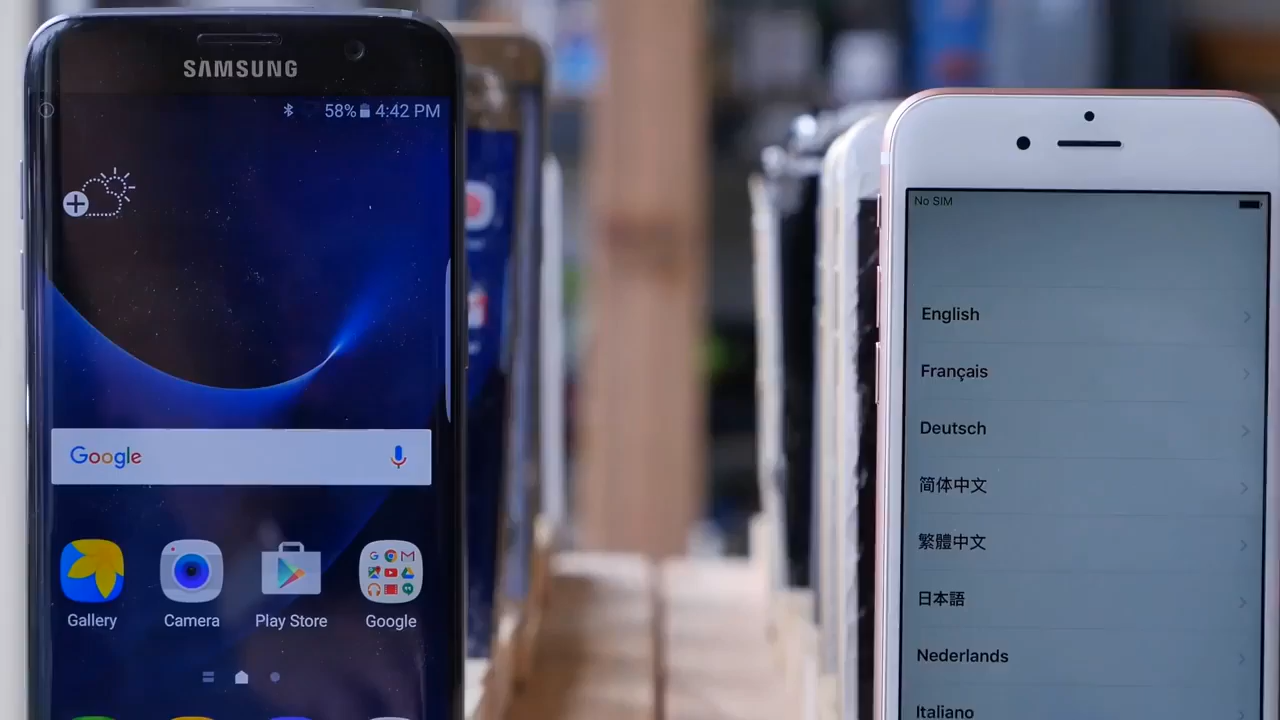 SAMSUNG
58% 4:42 PM
Google
Gallery
Camera
Play Store
Google
No SIM
English
Français
Deutsch
简体中文
繁體中文
日本語
Nederlands
Italiano